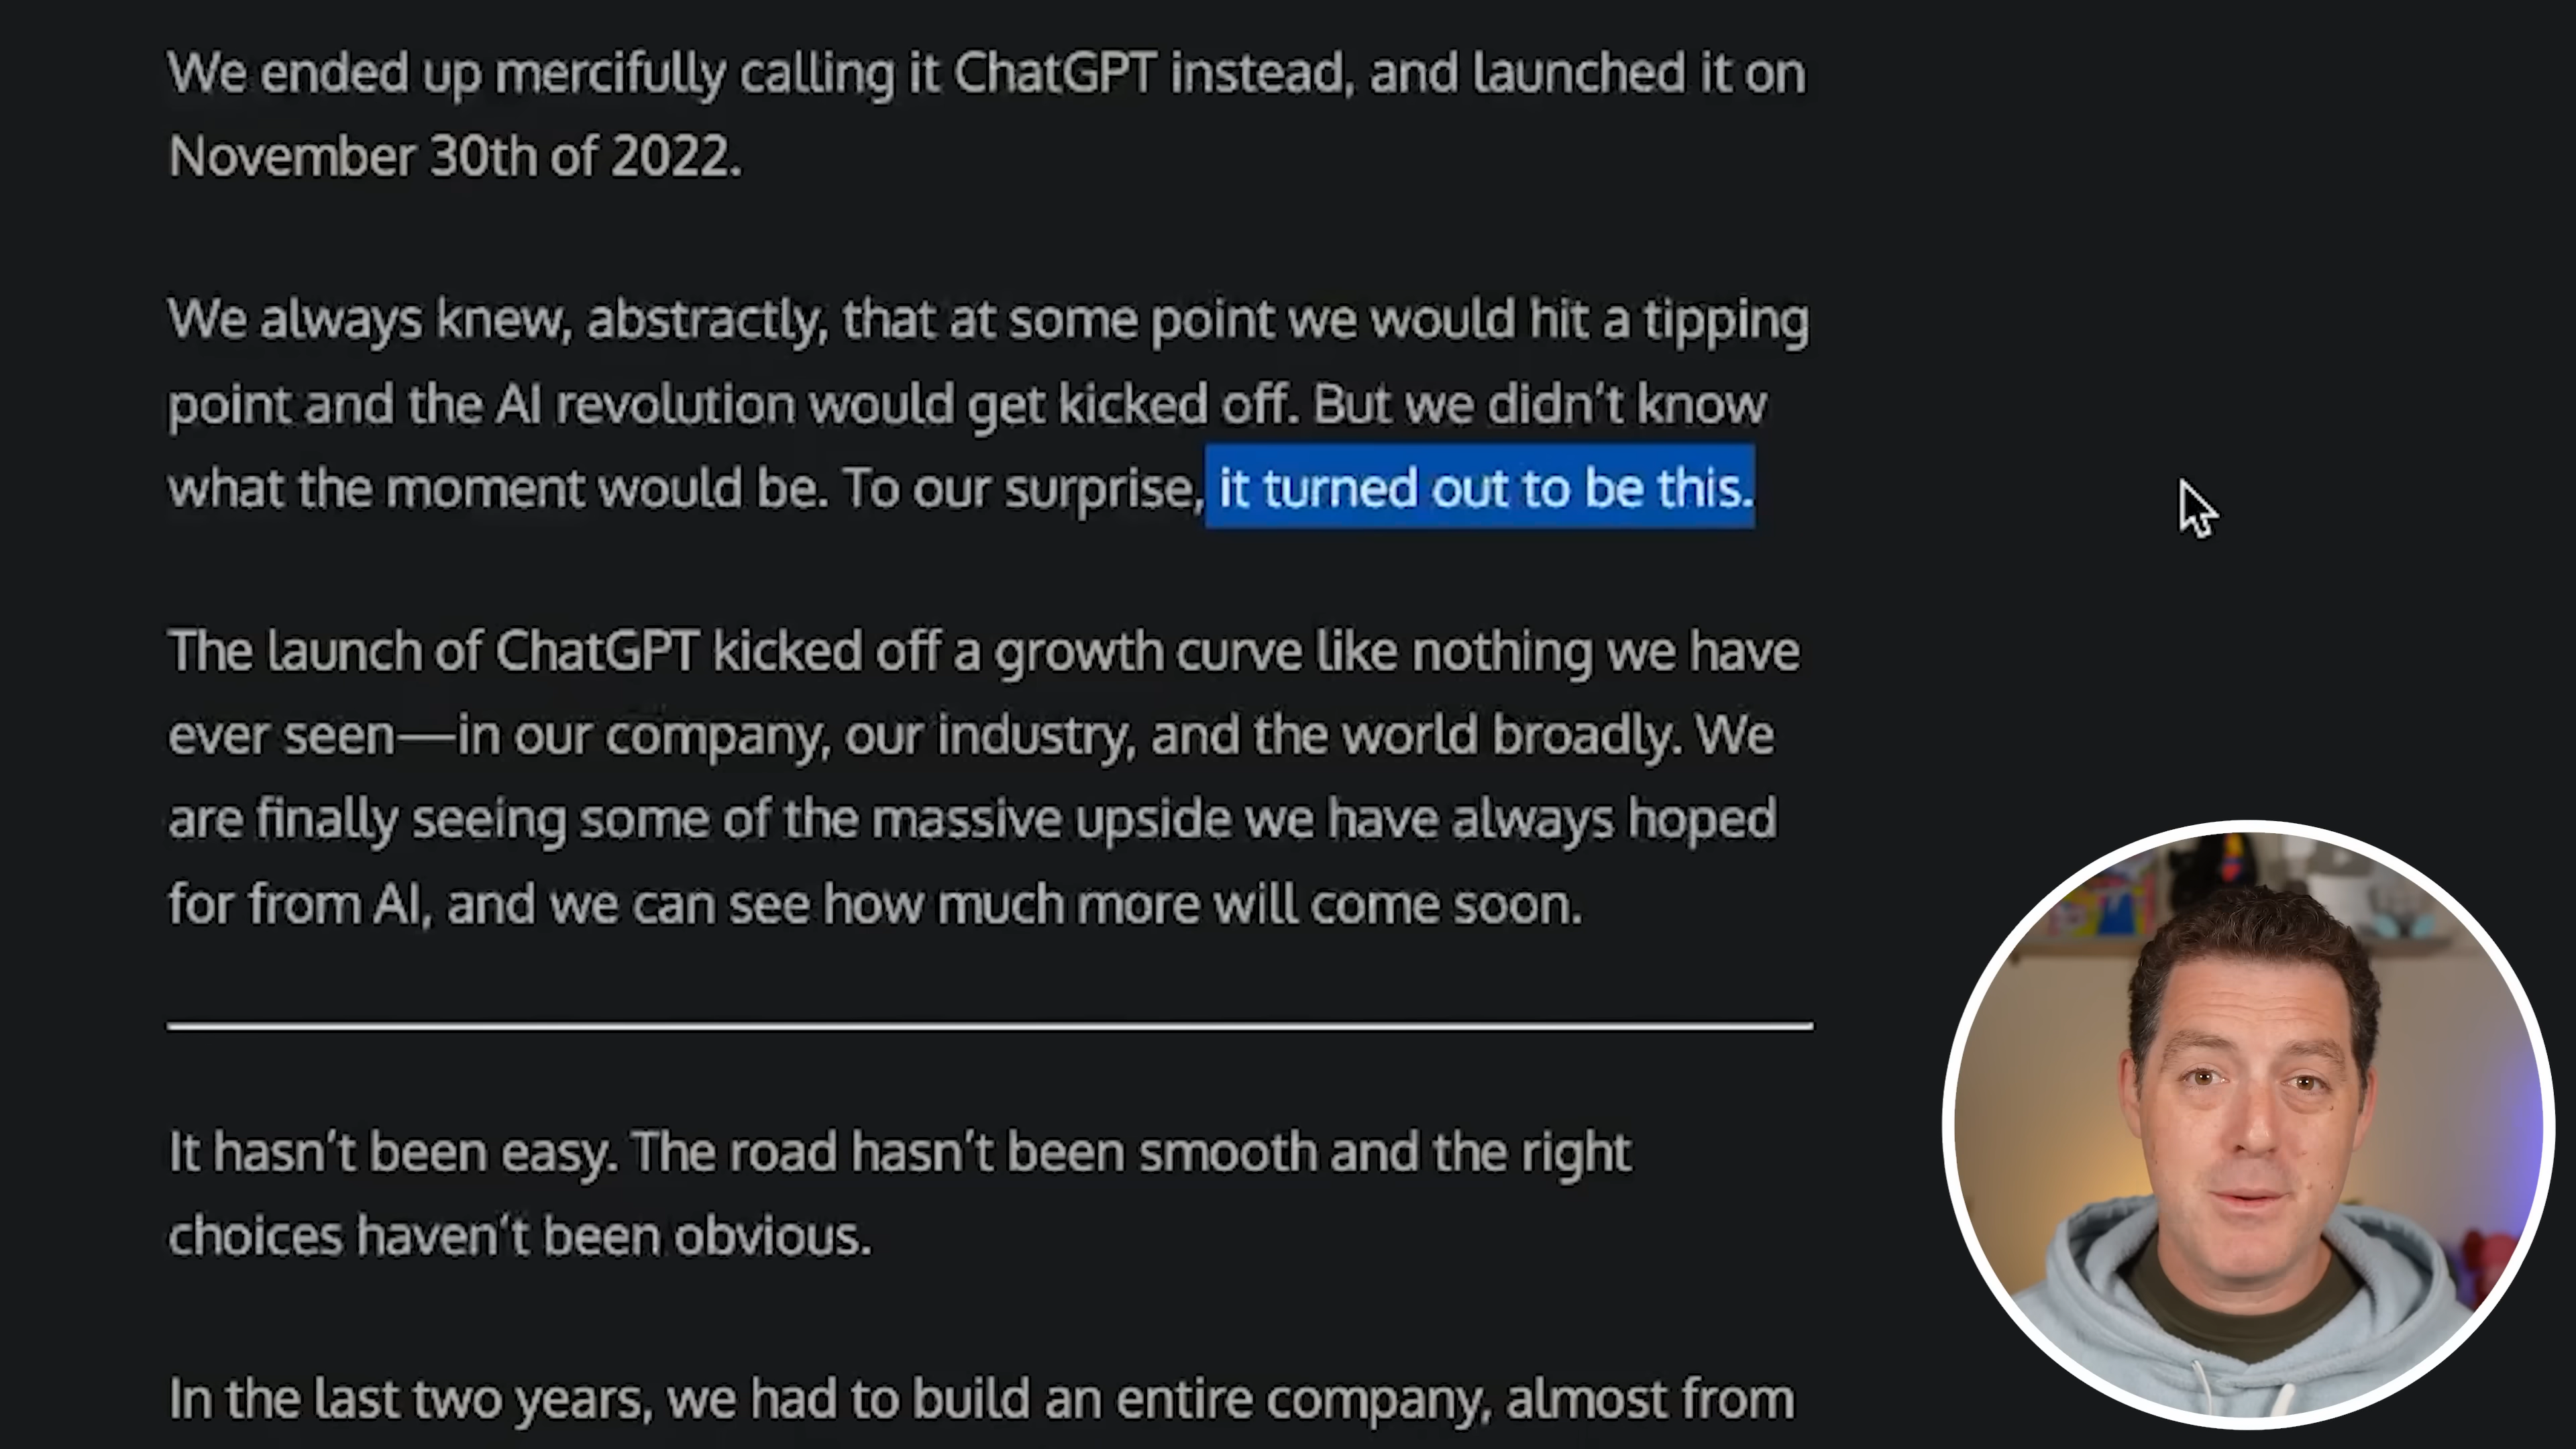 We ended up mercifully calling it ChatGPT instead, and launched it on
November 30th of 2022.
We always knew, abstractly, that at some point we would hit a tipping
point and the AI revolution would get kicked off. But we didn’t know
what the moment would be. To our surprise, it turned out to be this.
The launch of ChatGPT kicked off a growth curve like nothing we have
ever seen—in our company, our industry, and the world broadly. We
are finally seeing some of the massive upside we have always hoped
for from AI, and we can see how much more will come soon.
It hasn’t been easy. The road hasn’t been smooth and the right
choices haven’t been obvious.
In the last two years, we had to build an entire company, almost from